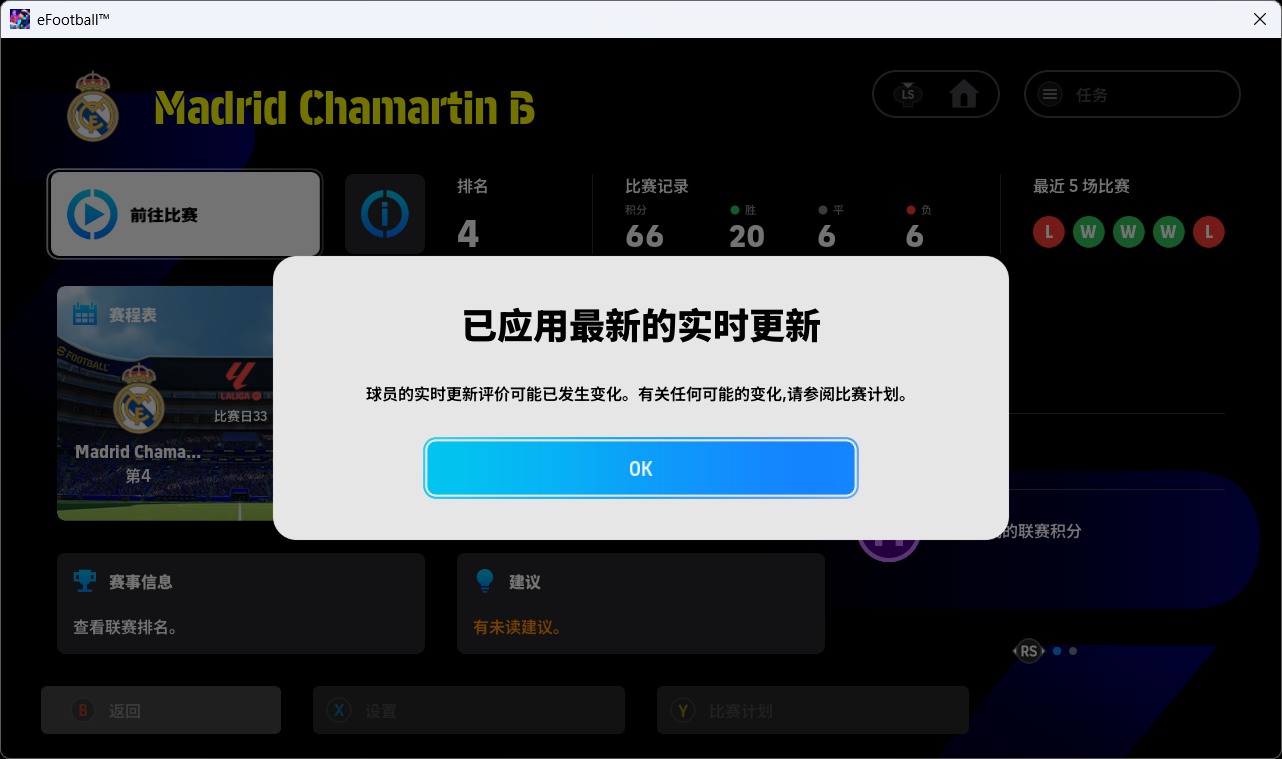 eFootball™
Madrid Chamartin B
LS
任务
前往比赛
排名
4
比赛记录
积分
胜
平
负
66
20
6
6
最近 5 场比赛
L W W W L
赛程表
EFOOTBALL
LALIGA
比赛日33
Madrid Chama...
第4
已应用最新的实时更新
球员的实时更新评价可能已发生变化。有关任何可能的变化,请参阅比赛计划。
OK
的联赛积分
赛事信息
查看联赛排名。
建议
有未读建议。
RS
B 返回
X 设置
Y 比赛计划